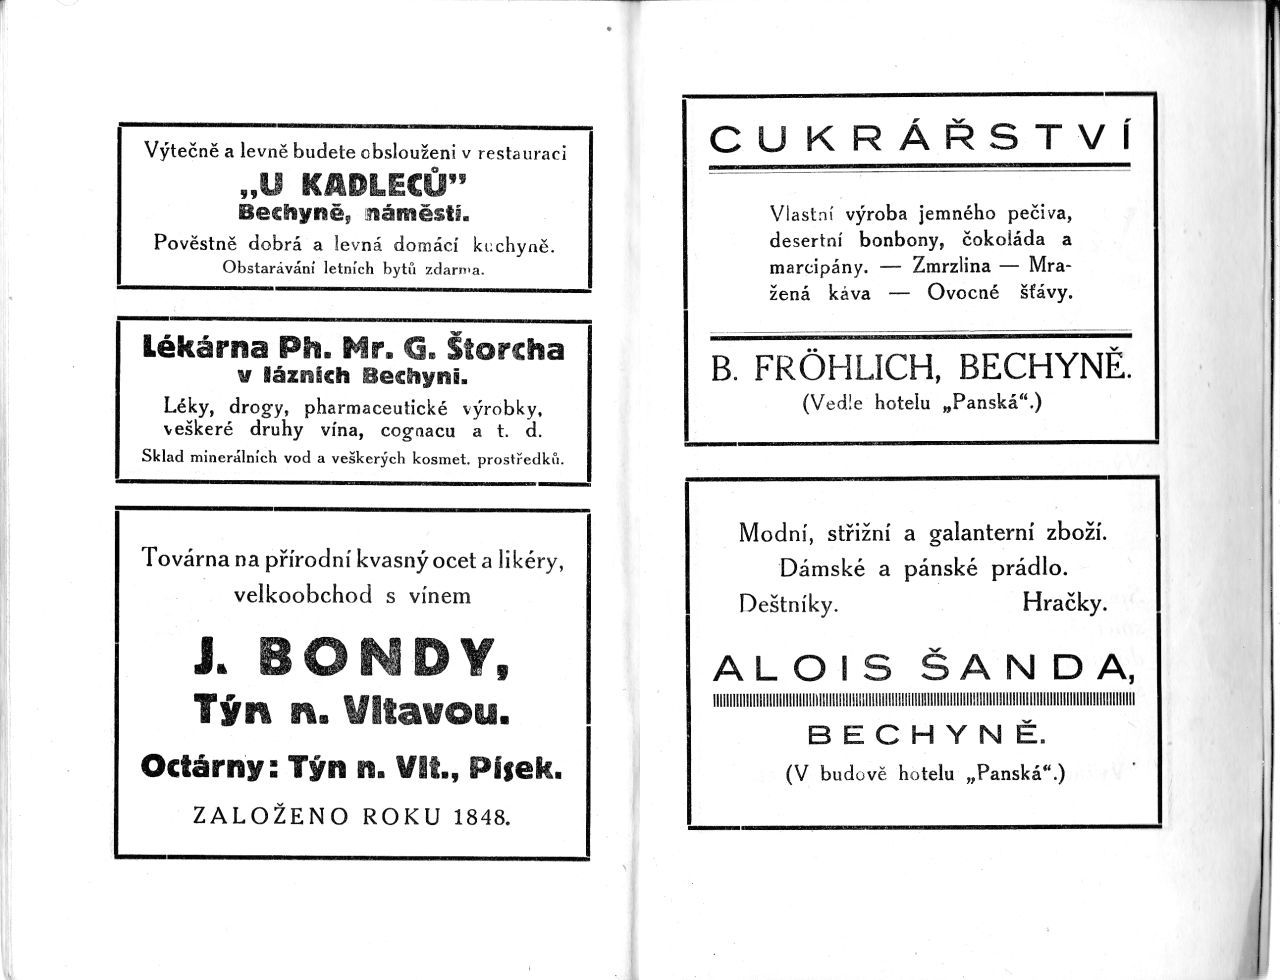 Výtečně a levně budete obslouženi v restauraci
„U KADLECŮ”
Bechyně, náměstí.
Pověstně dobrá a levná domácí kuchyně.
Obstarávání letních bytů zdarma.
Lékárna Ph. Mr. G. Štorcha
v lázních Bechyni.
Léky, drogy, pharmaceutické výrobky,
veškeré druhy vína, cognacu a t. d.
Sklad minerálních vod a veškerých kosmet. prostředků.
Továrna na přírodní kvasný ocet a likéry,
velkoobchod s vínem
J. BONDY,
Týn n. Vltavou.
Octárny: Týn n. Vlt., Písek.
ZALOŽENO ROKU 1848.
CUKRÁŘSTVÍ
Vlastní výroba jemného pečiva,
desertní bonbony, čokoláda a
marcipány. — Zmrzlina — Mra-
žená káva — Ovocné šťávy.
B. FRÖHLICH, BECHYNĚ.
(Vedle hotelu „Panská“.)
Modní, střižní a galanterní zboží.
Dámské a pánské prádlo.
Deštníky. Hračky.
ALOIS ŠANDA,
BECHYNĚ.
(V budově hotelu „Panská“.)